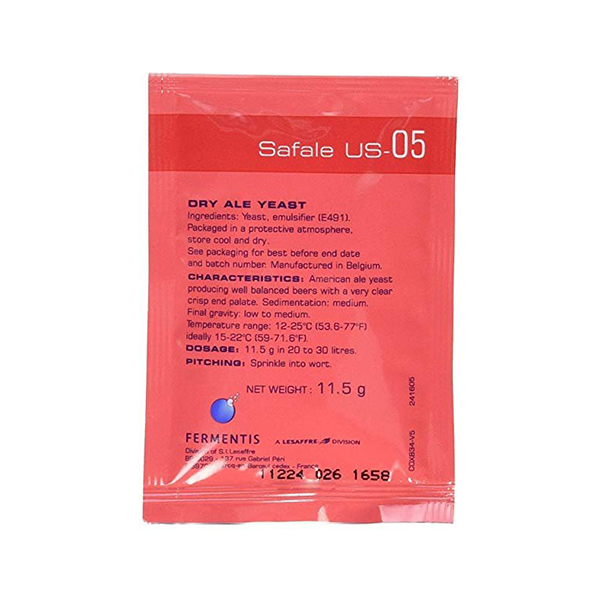 Safale US-05
DRY ALE YEAST
Ingredients: Yeast, emulsifier (E491).
Packaged in a protective atmosphere,
store cool and dry.
See packaging for best before end date
and batch number. Manufactured in Belgium.
CHARACTERISTICS: American ale yeast
producing well balanced beers with a very clear
crisp end palate. Sedimentation: medium.
Final gravity: low to medium.
Temperature range: 12-25°C (53.6-77°F)
ideally 15-22°C (59-71.6°F).
DOSAGE: 11.5 g in 20 to 30 litres.
PITCHING: Sprinkle into wort.
NET WEIGHT: 11.5 g
FERMENTIS
A LESAFFRE DIVISION
Division of S.I.Lesaffre
137 rue Gabriel Péri
France
11224 026 1658
COX834-V5 241605